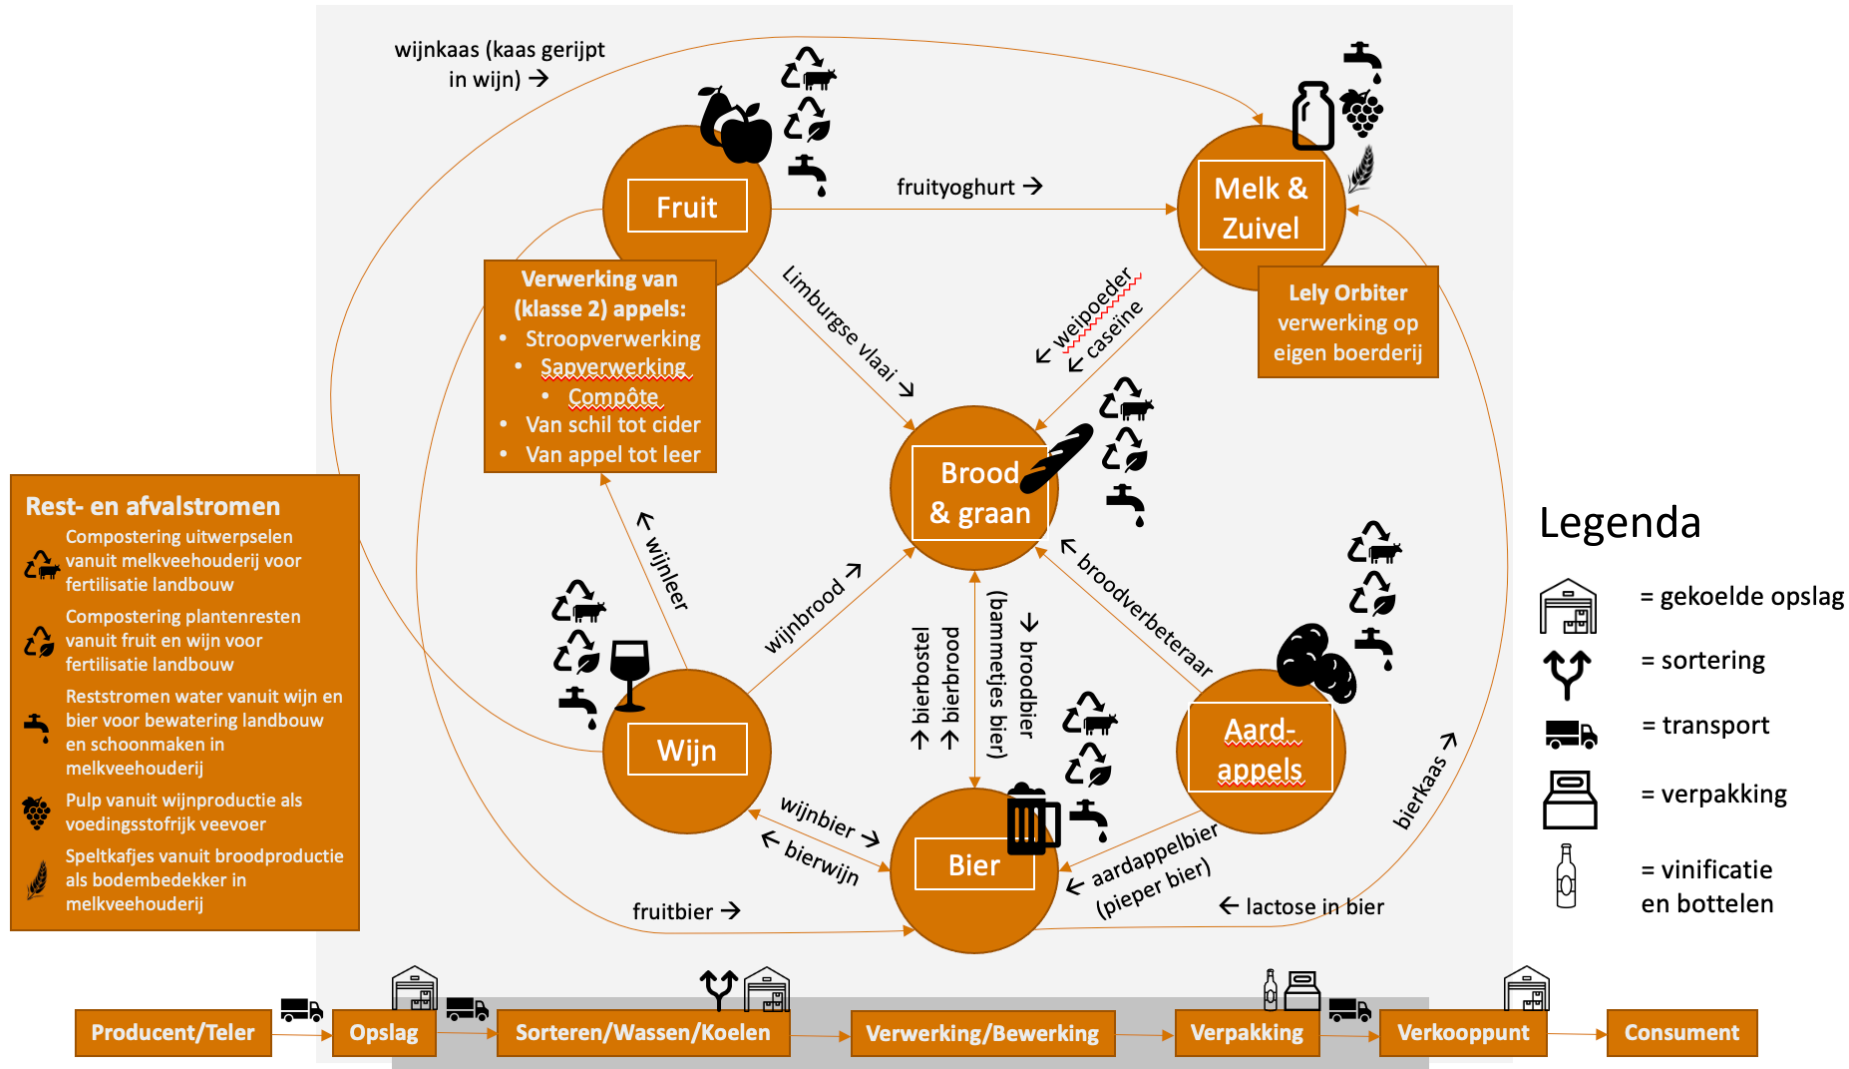 wijnkaas (kaas gerijpt
in wijn) →
Fruit
fruityoghurt →
Melk &
Zuivel
Verwerking van
(klasse 2) appels:
• Stroopverwerking
• Sapverwerking
• Compôte
• Van schil tot cider
• Van appel tot leer
Limburgse vlaai →
← weipoeder
← caseïne
Lely Orbiter
verwerking op
eigen boerderij
Brood
& graan
Rest- en afvalstromen
Compostering uitwerpselen
vanuit melkveehouderij voor
fertilisatie landbouw
Compostering plantenresten
vanuit fruit en wijn voor
fertilisatie landbouw
Reststromen water vanuit wijn en
bier voor bewatering landbouw
en schoonmaken in
melkveehouderij
Pulp vanuit wijnproductie als
voedingsstofrijk veevoer
Speltkafjes vanuit broodproductie
als bodembedekker in
melkveehouderij
← wijnleer
wijnbrood →
→ bierbostel
→ bierbrood
→ broodbier
(bammetjes bier)
← broodverbeteraar
Wijn
Aard-
appels
wijnbier →
← bierwijn
Bier
← aardappelbier
(pieper bier)
bierkaas →
fruitbier →
← lactose in bier
Legenda
= gekoelde opslag
= sortering
= transport
= verpakking
= vinificatie
en bottelen
Producent/Teler
Opslag
Sorteren/Wassen/Koelen
Verwerking/Bewerking
Verpakking
Verkooppunt
Consument